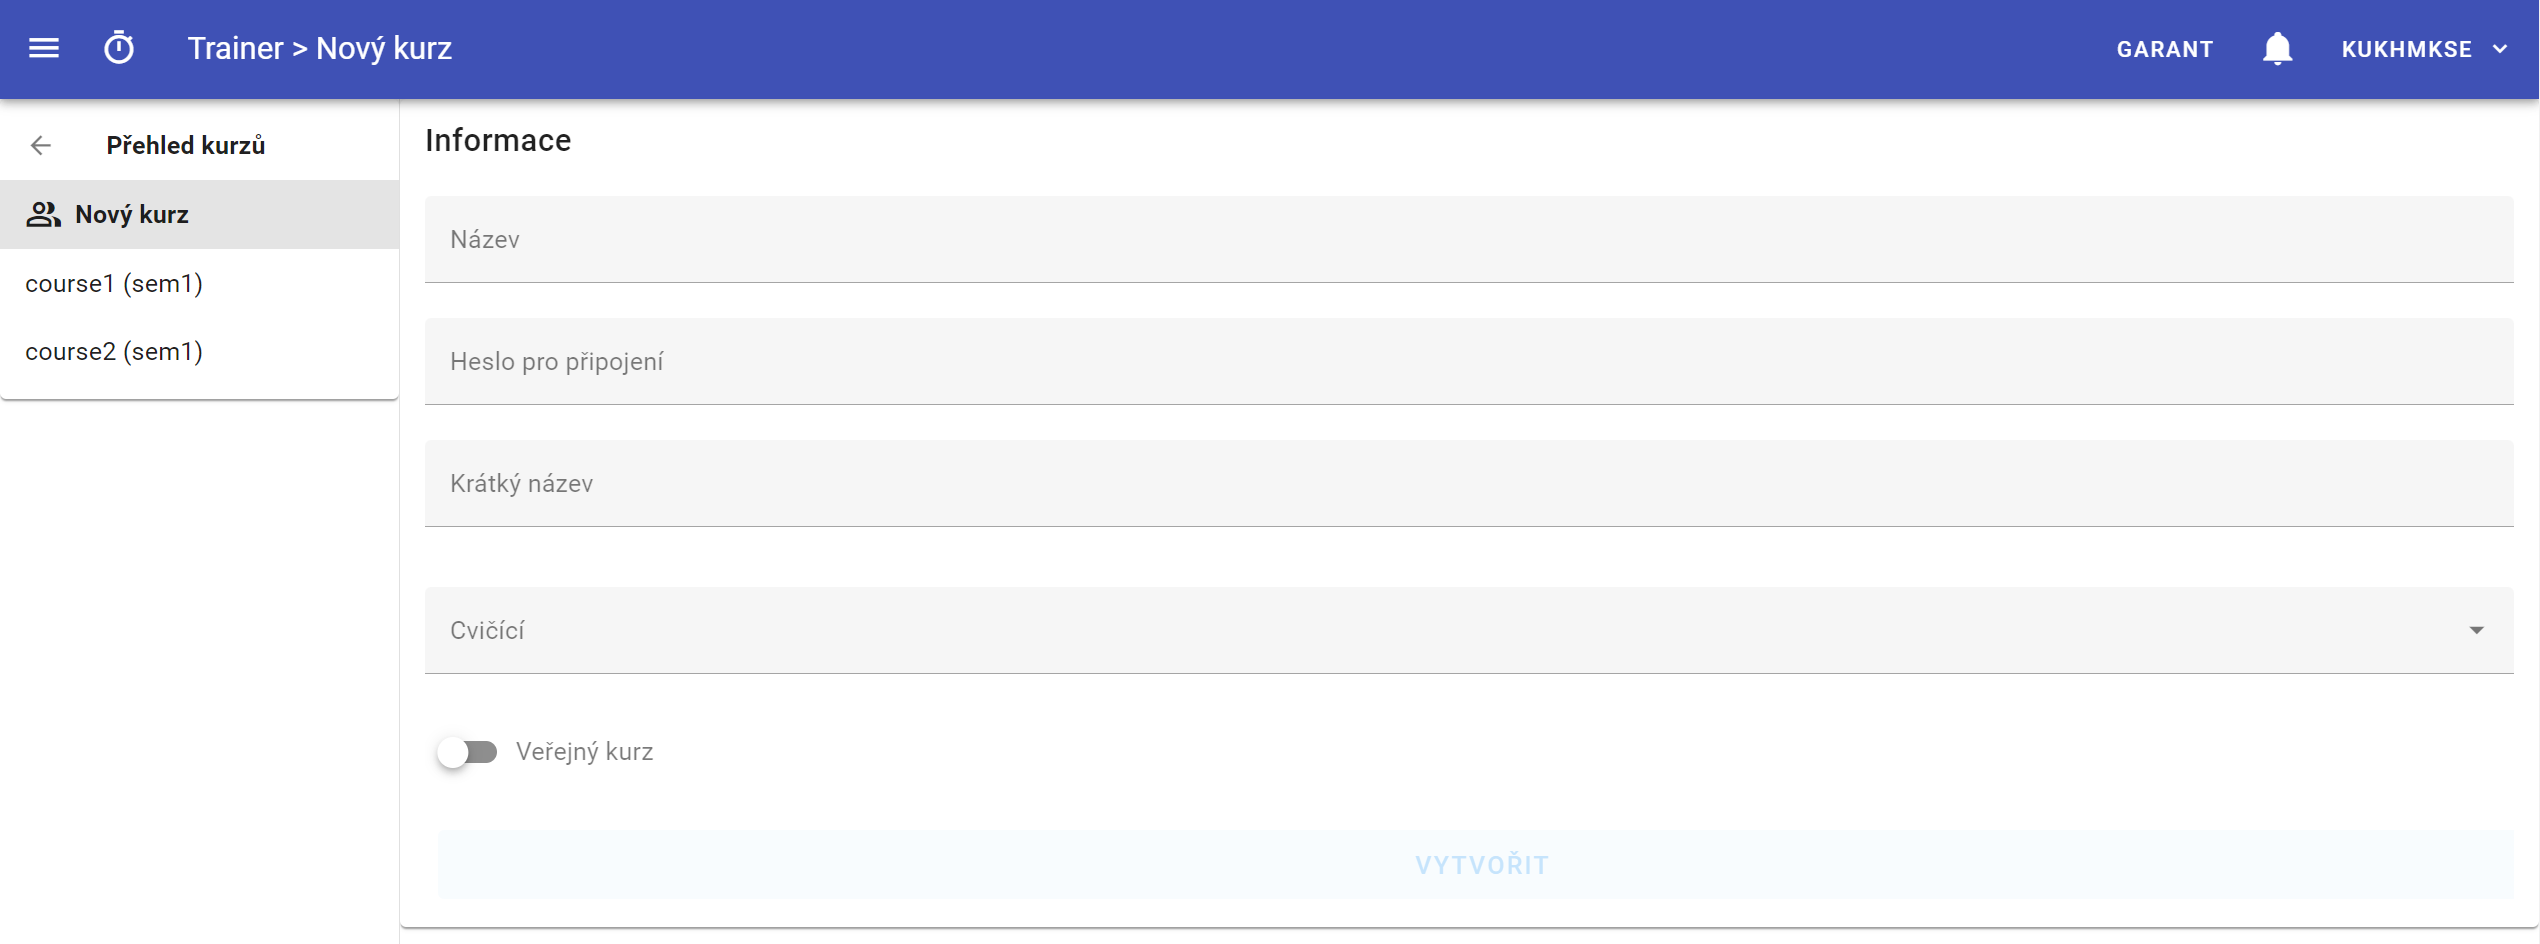 Trainer > Nový kurz
GARANT
KUKHMKSE
Přehled kurzů
Nový kurz
course1 (sem1)
course2 (sem1)
Informace
Název
Heslo pro připojení
Krátký název
Cvičící
Veřejný kurz
VYTVOŘIT